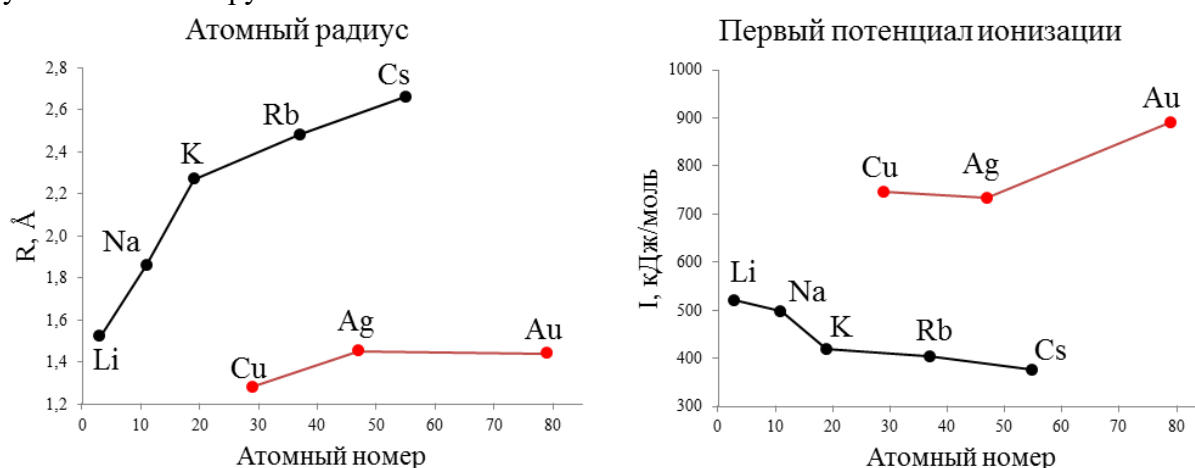 Атомный радиус
2,8
2,6
2,4
2,2
2,0
1,8
1,6
1,4
1,2
R, Å
Li
Na
K
Rb
Cs
Cu
Ag
Au
0 10 20 30 40 50 60 70 80
Атомный номер
Первый потенциал ионизации
1000
900
800
700
600
500
400
300
I, кДж/моль
Cu
Ag
Au
Li
Na
K
Rb
Cs
0 10 20 30 40 50 60 70 80
Атомный номер